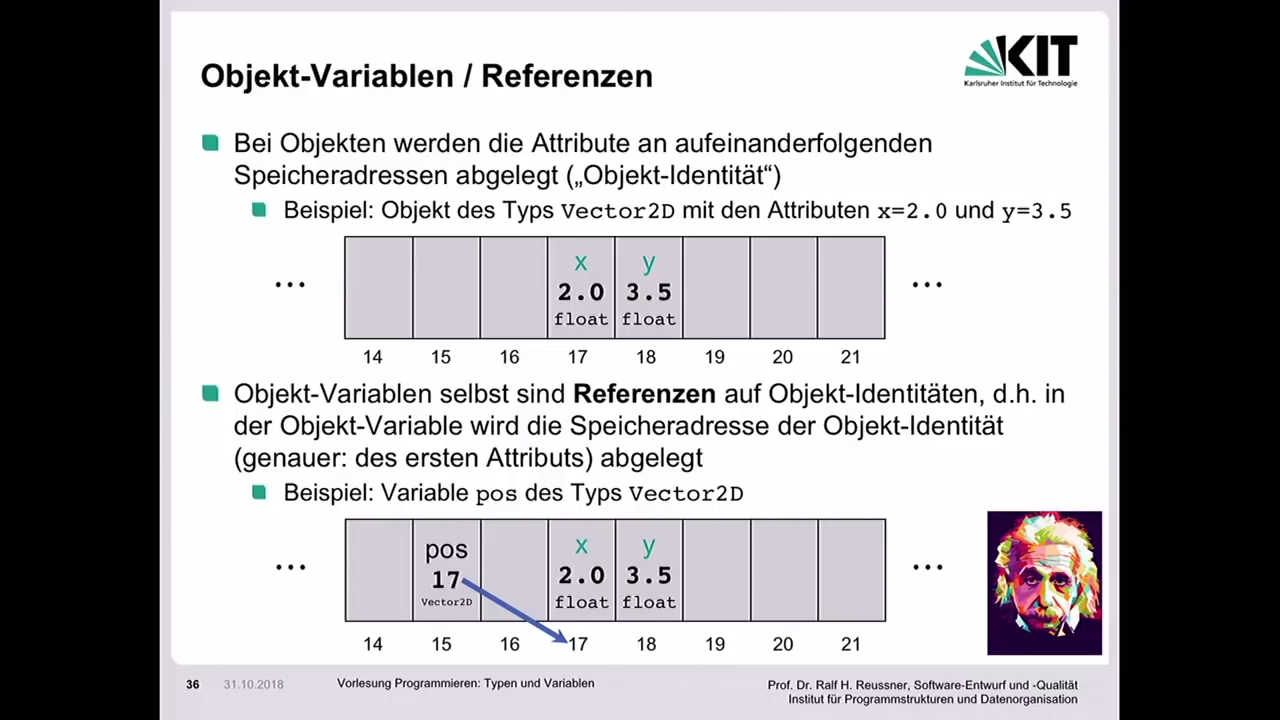 Objekt-Variablen / Referenzen
KIT
Karlsruher Institut für Technologie
Bei Objekten werden die Attribute an aufeinanderfolgenden
Speicheradressen abgelegt („Objekt-Identität“)
Beispiel: Objekt des Typs Vector2D mit den Attributen x=2.0 und y=3.5
x y
... 2.0 3.5 ...
float float
14 15 16 17 18 19 20 21
Objekt-Variablen selbst sind Referenzen auf Objekt-Identitäten, d.h. in
der Objekt-Variable wird die Speicheradresse der Objekt-Identität
(genauer: des ersten Attributs) abgelegt
Beispiel: Variable pos des Typs Vector2D
pos x y
... 17 2.0 3.5 ...
Vector2D float float
14 15 16 17 18 19 20 21
36 31.10.2018 Vorlesung Programmieren: Typen und Variablen
Prof. Dr. Ralf H. Reussner, Software-Entwurf und -Qualität
Institut für Programmstrukturen und Datenorganisation